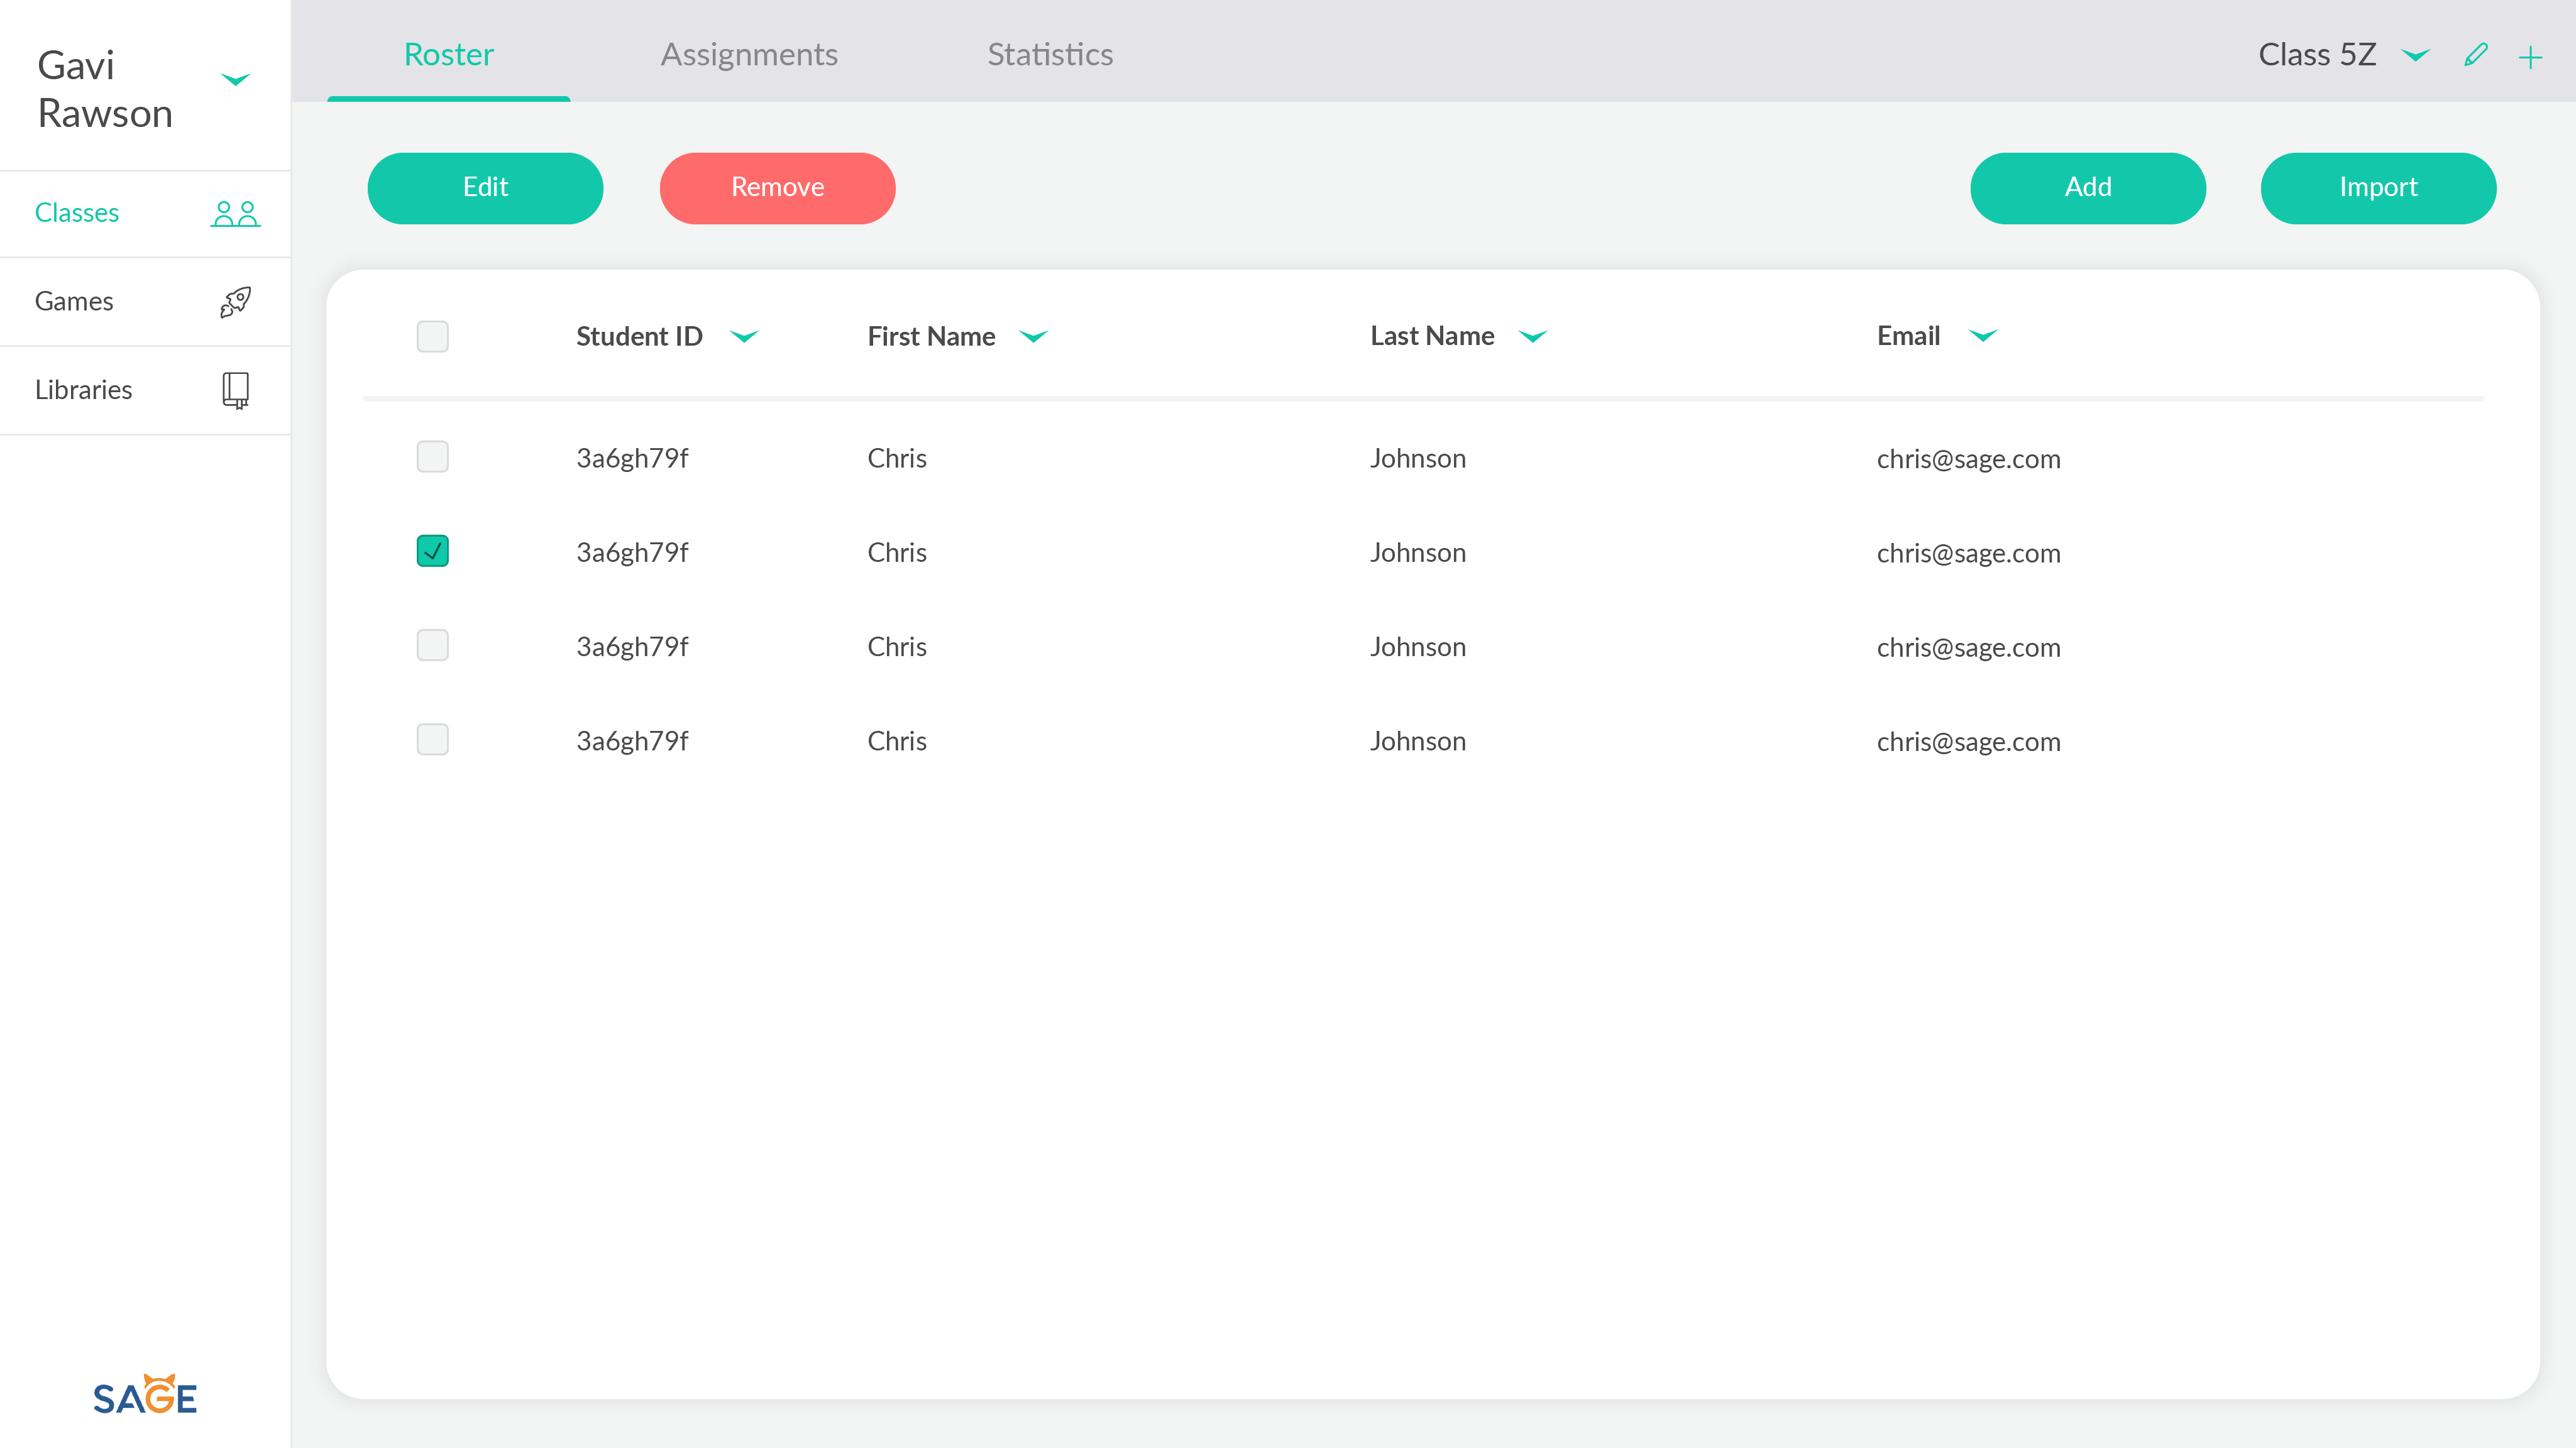 Gavi
Rawson
Classes
Games
Libraries
SAGE
Roster Assignments Statistics Class 5Z
Edit Remove Add Import
Student ID First Name Last Name Email
3a6gh79f Chris Johnson chris@sage.com
3a6gh79f Chris Johnson chris@sage.com
3a6gh79f Chris Johnson chris@sage.com
3a6gh79f Chris Johnson chris@sage.com